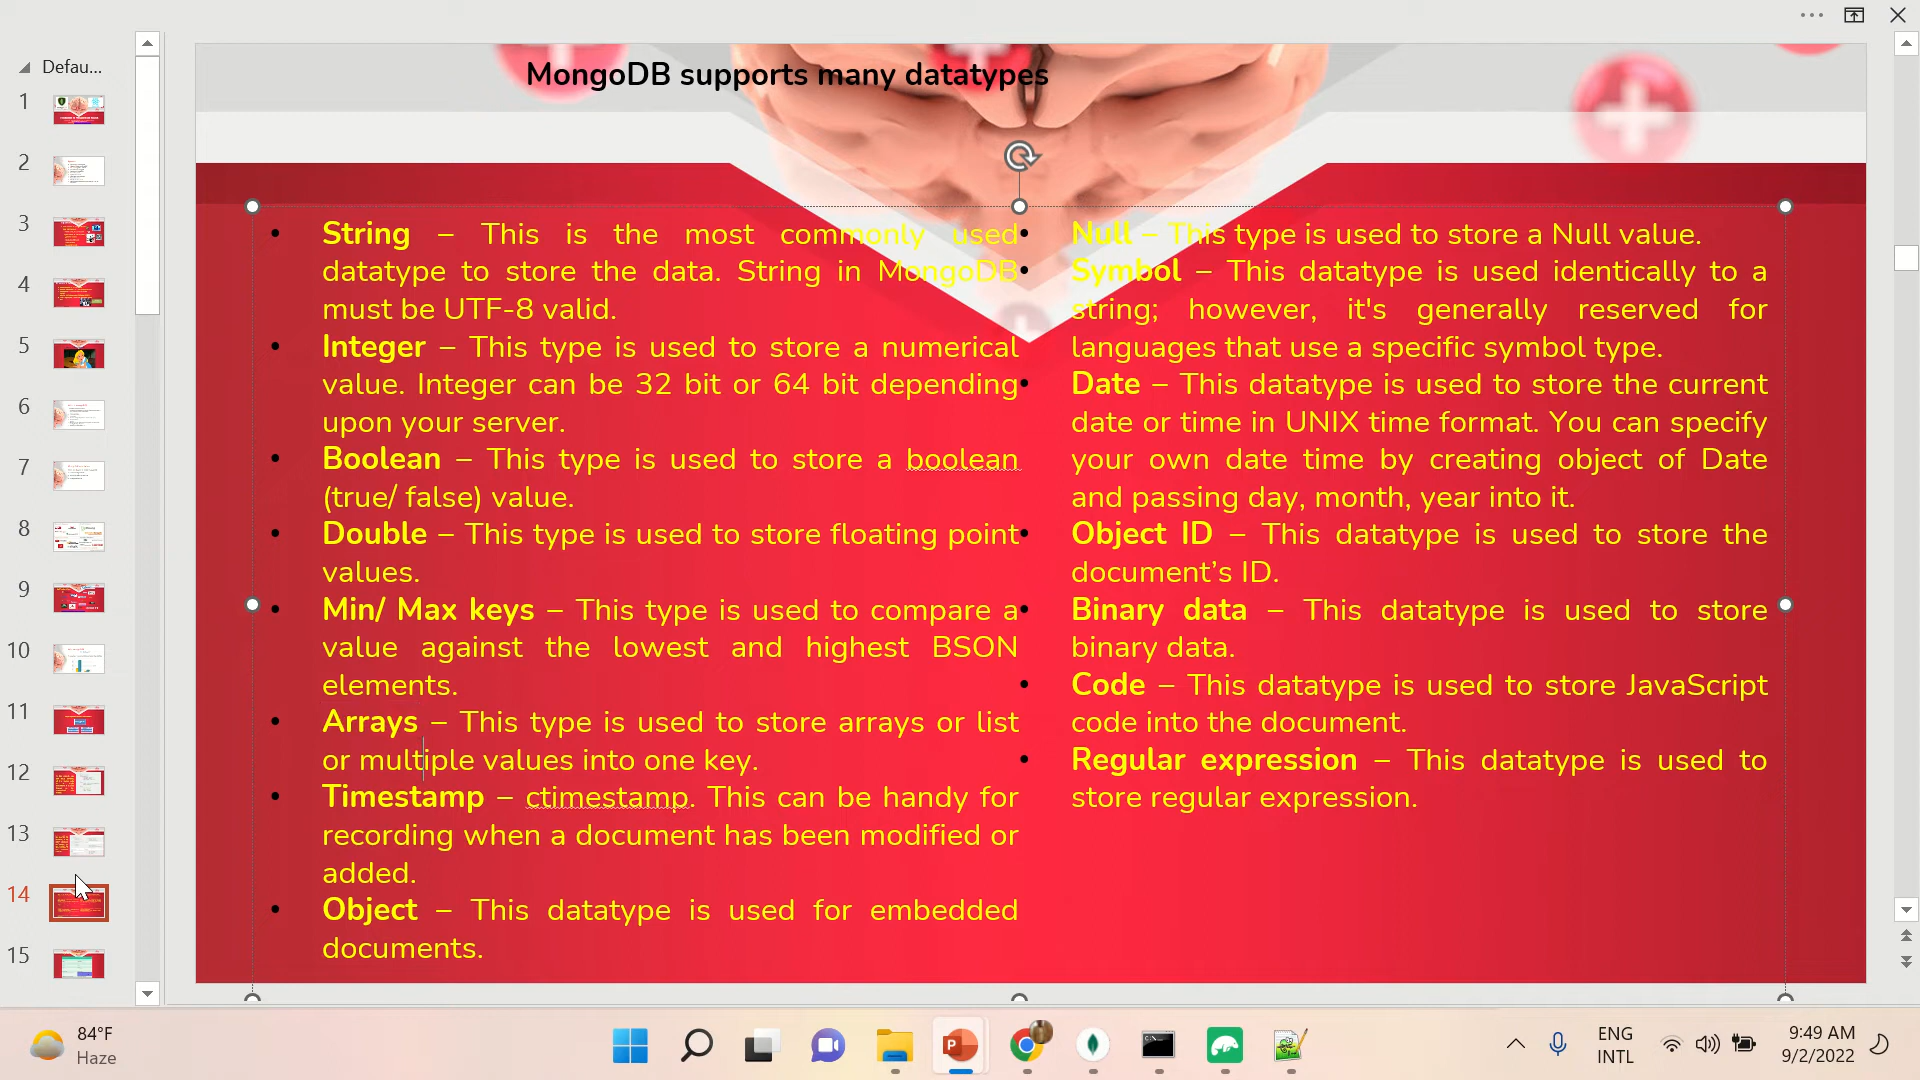 Defau...
1
2
3
4
5
6
7
8
9
10
11
12
13
14
15
MongoDB supports many datatypes
• String – This is the most commonly used
datatype to store the data. String in MongoDB
must be UTF-8 valid.
• Integer – This type is used to store a numerical
value. Integer can be 32 bit or 64 bit depending
upon your server.
• Boolean – This type is used to store a boolean
(true/ false) value.
• Double – This type is used to store floating point
values.
• Min/ Max keys – This type is used to compare a
value against the lowest and highest BSON
elements.
• Arrays – This type is used to store arrays or list
or multiple values into one key.
• Timestamp – ctimestamp. This can be handy for
recording when a document has been modified or
added.
• Object – This datatype is used for embedded
documents.
• Null – This type is used to store a Null value.
• Symbol – This datatype is used identically to a
string; however, it's generally reserved for
languages that use a specific symbol type.
• Date – This datatype is used to store the current
date or time in UNIX time format. You can specify
your own date time by creating object of Date
and passing day, month, year into it.
• Object ID – This datatype is used to store the
document’s ID.
• Binary data – This datatype is used to store
binary data.
• Code – This datatype is used to store JavaScript
code into the document.
• Regular expression – This datatype is used to
store regular expression.
84°F
Haze
ENG
INTL
9:49 AM
9/2/2022